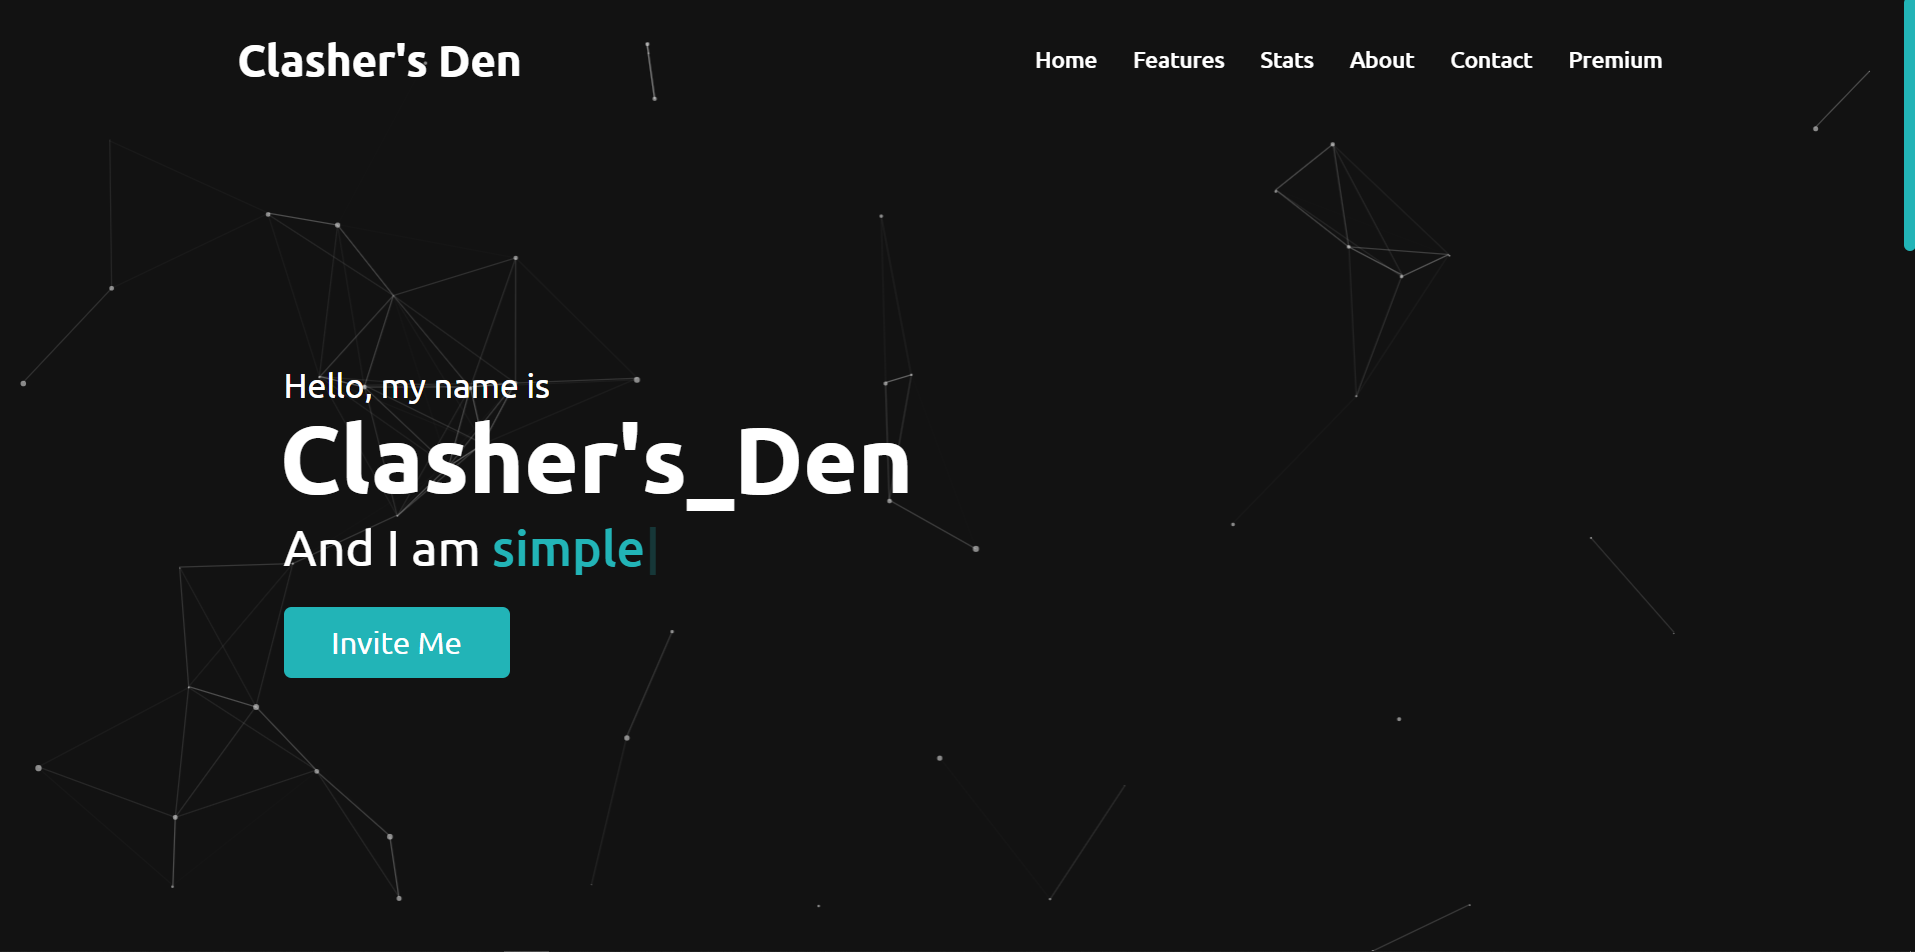 Clasher's Den
Home Features Stats About Contact Premium
Hello, my name is
Clasher's_Den
And I am simple|
Invite Me